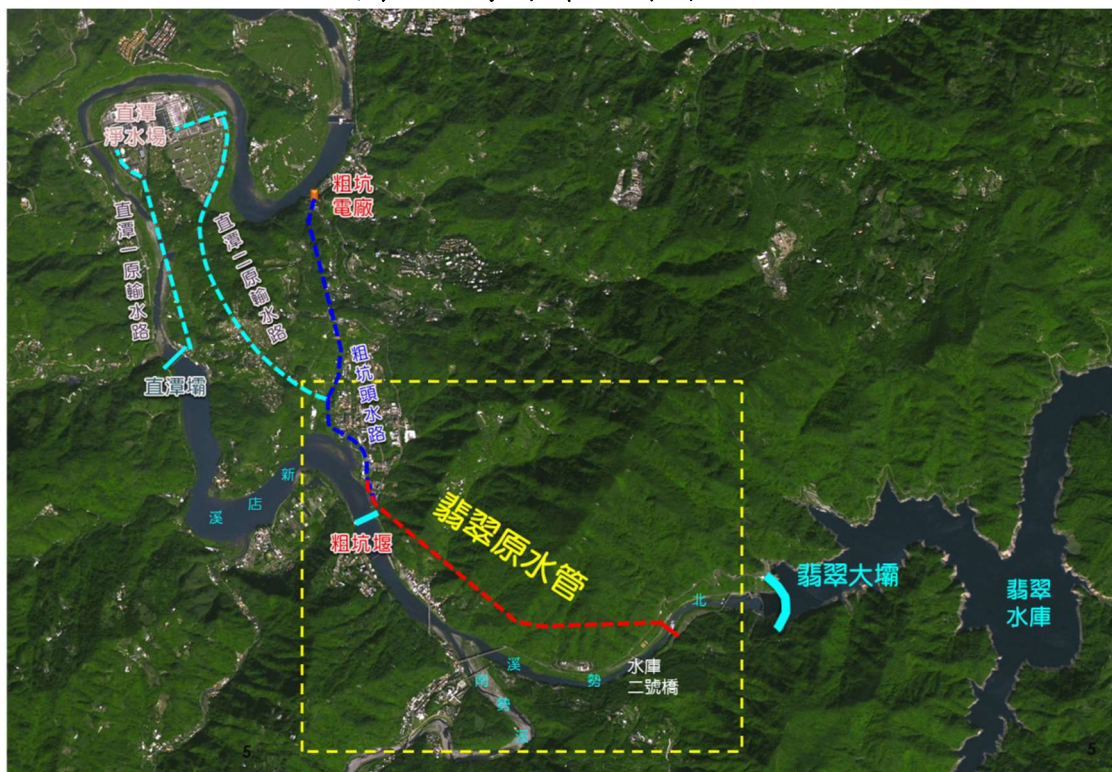 直潭
淨水場
粗坑
電廠
直潭一原輸水路
直潭二原輸水路
粗坑頭水路
直潭壩
新店溪
粗坑堰
翡翠原水管
翡翠大壩
翡翠
水庫
北勢溪
水庫
二號橋
南勢溪
5
5